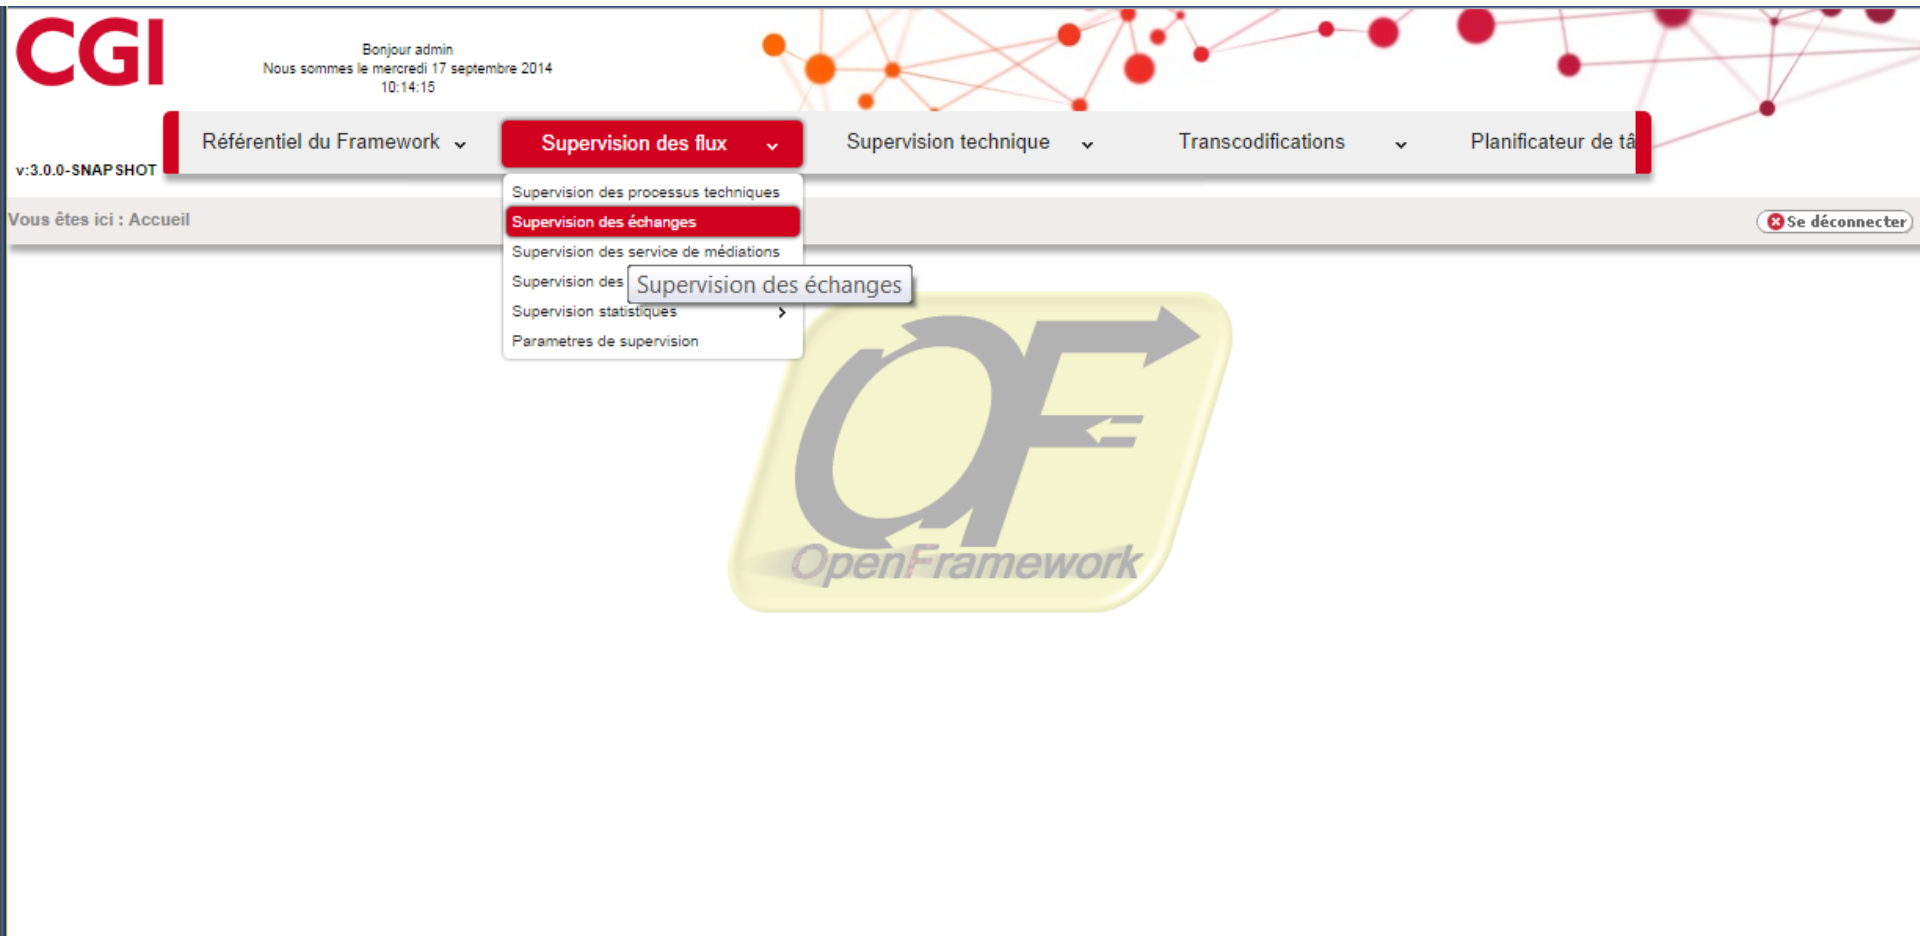 CGI
Bonjour admin
Nous sommes le mercredi 17 septembre 2014
10:14:15
v:3.0.0-SNAPSHOT
Référentiel du Framework
Supervision des flux
Supervision technique
Transcodifications
Planificateur de tâ
Vous êtes ici : Accueil
Se déconnecter
Supervision des processus techniques
Supervision des échanges
Supervision des service de médiations
Supervision des
Supervision des échanges
Supervision statistiques
Parametres de supervision
OF
OpenFramework